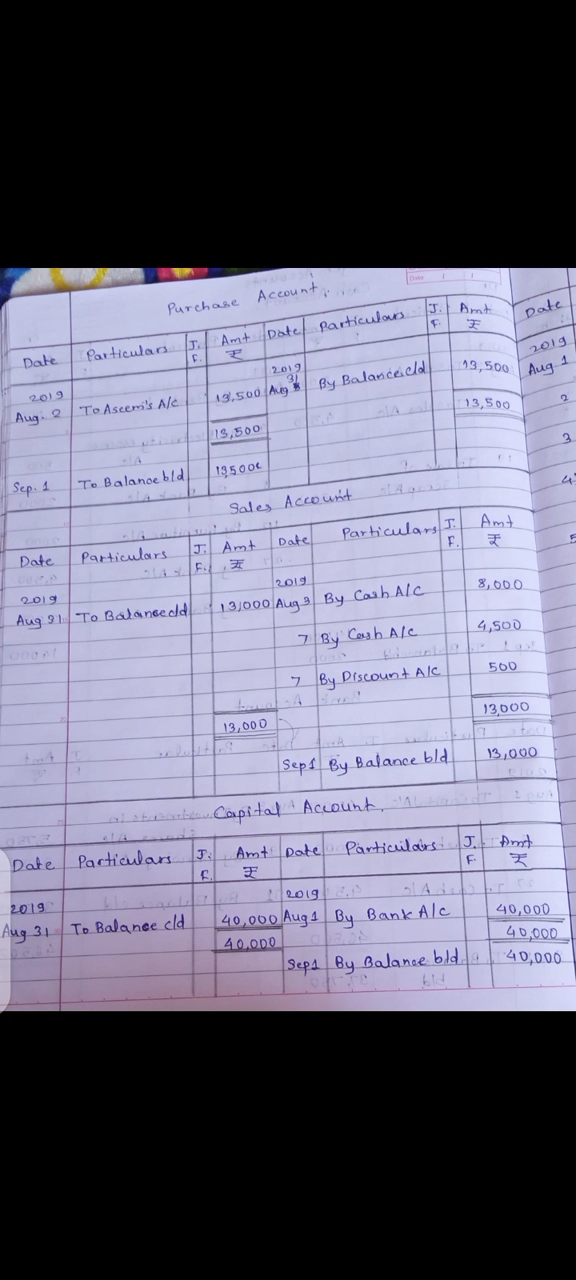 Purchase Account.
Date Particulars J. F. Amt ₹ Date Particulars J. F. Amt ₹
2019 2019
Aug. 2 To Aseem's A/c 13,500 Aug 31 By Balance c/d 13,500
13,500 13,500
Sep. 1 To Balance b/d 13500
Sales Account
Date Particulars J. F. Amt ₹ Date Particulars J. F. Amt ₹
2019 2019
Aug 31 To Balance c/d 13,000 Aug 3 By Cash A/c 8,000
7 By Cash A/c 4,500
7 By Discount A/c 500
13,000 13,000
Sep 1 By Balance b/d 13,000
Capital Account.
Date Particulars J. F. Amt ₹ Date Particulars J. F. Amt ₹
2019 2019
Aug 31 To Balance c/d 40,000 Aug 1 By Bank A/c 40,000
40,000 40,000
Sep 1 By Balance b/d 40,000
Date
2019
Aug. 1
2
3